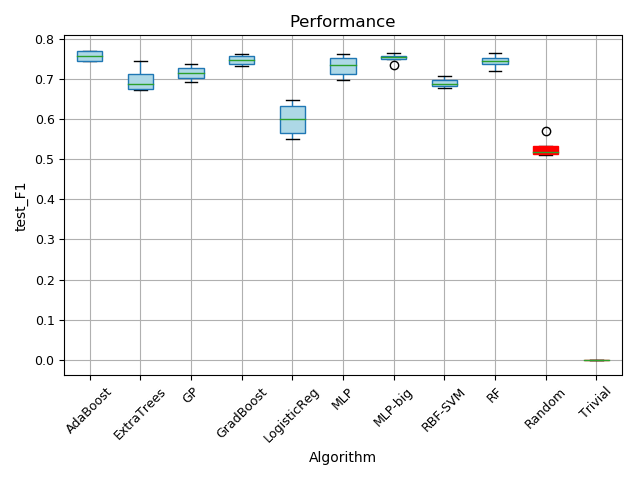 Performance
0.8
0.7
0.6
0.5
0.4
0.3
0.2
0.1
0.0
test_F1
AdaBoost
ExtraTrees
GP
GradBoost
LogisticReg
MLP
MLP-big
RBF-SVM
RF
Random
Trivial
Algorithm